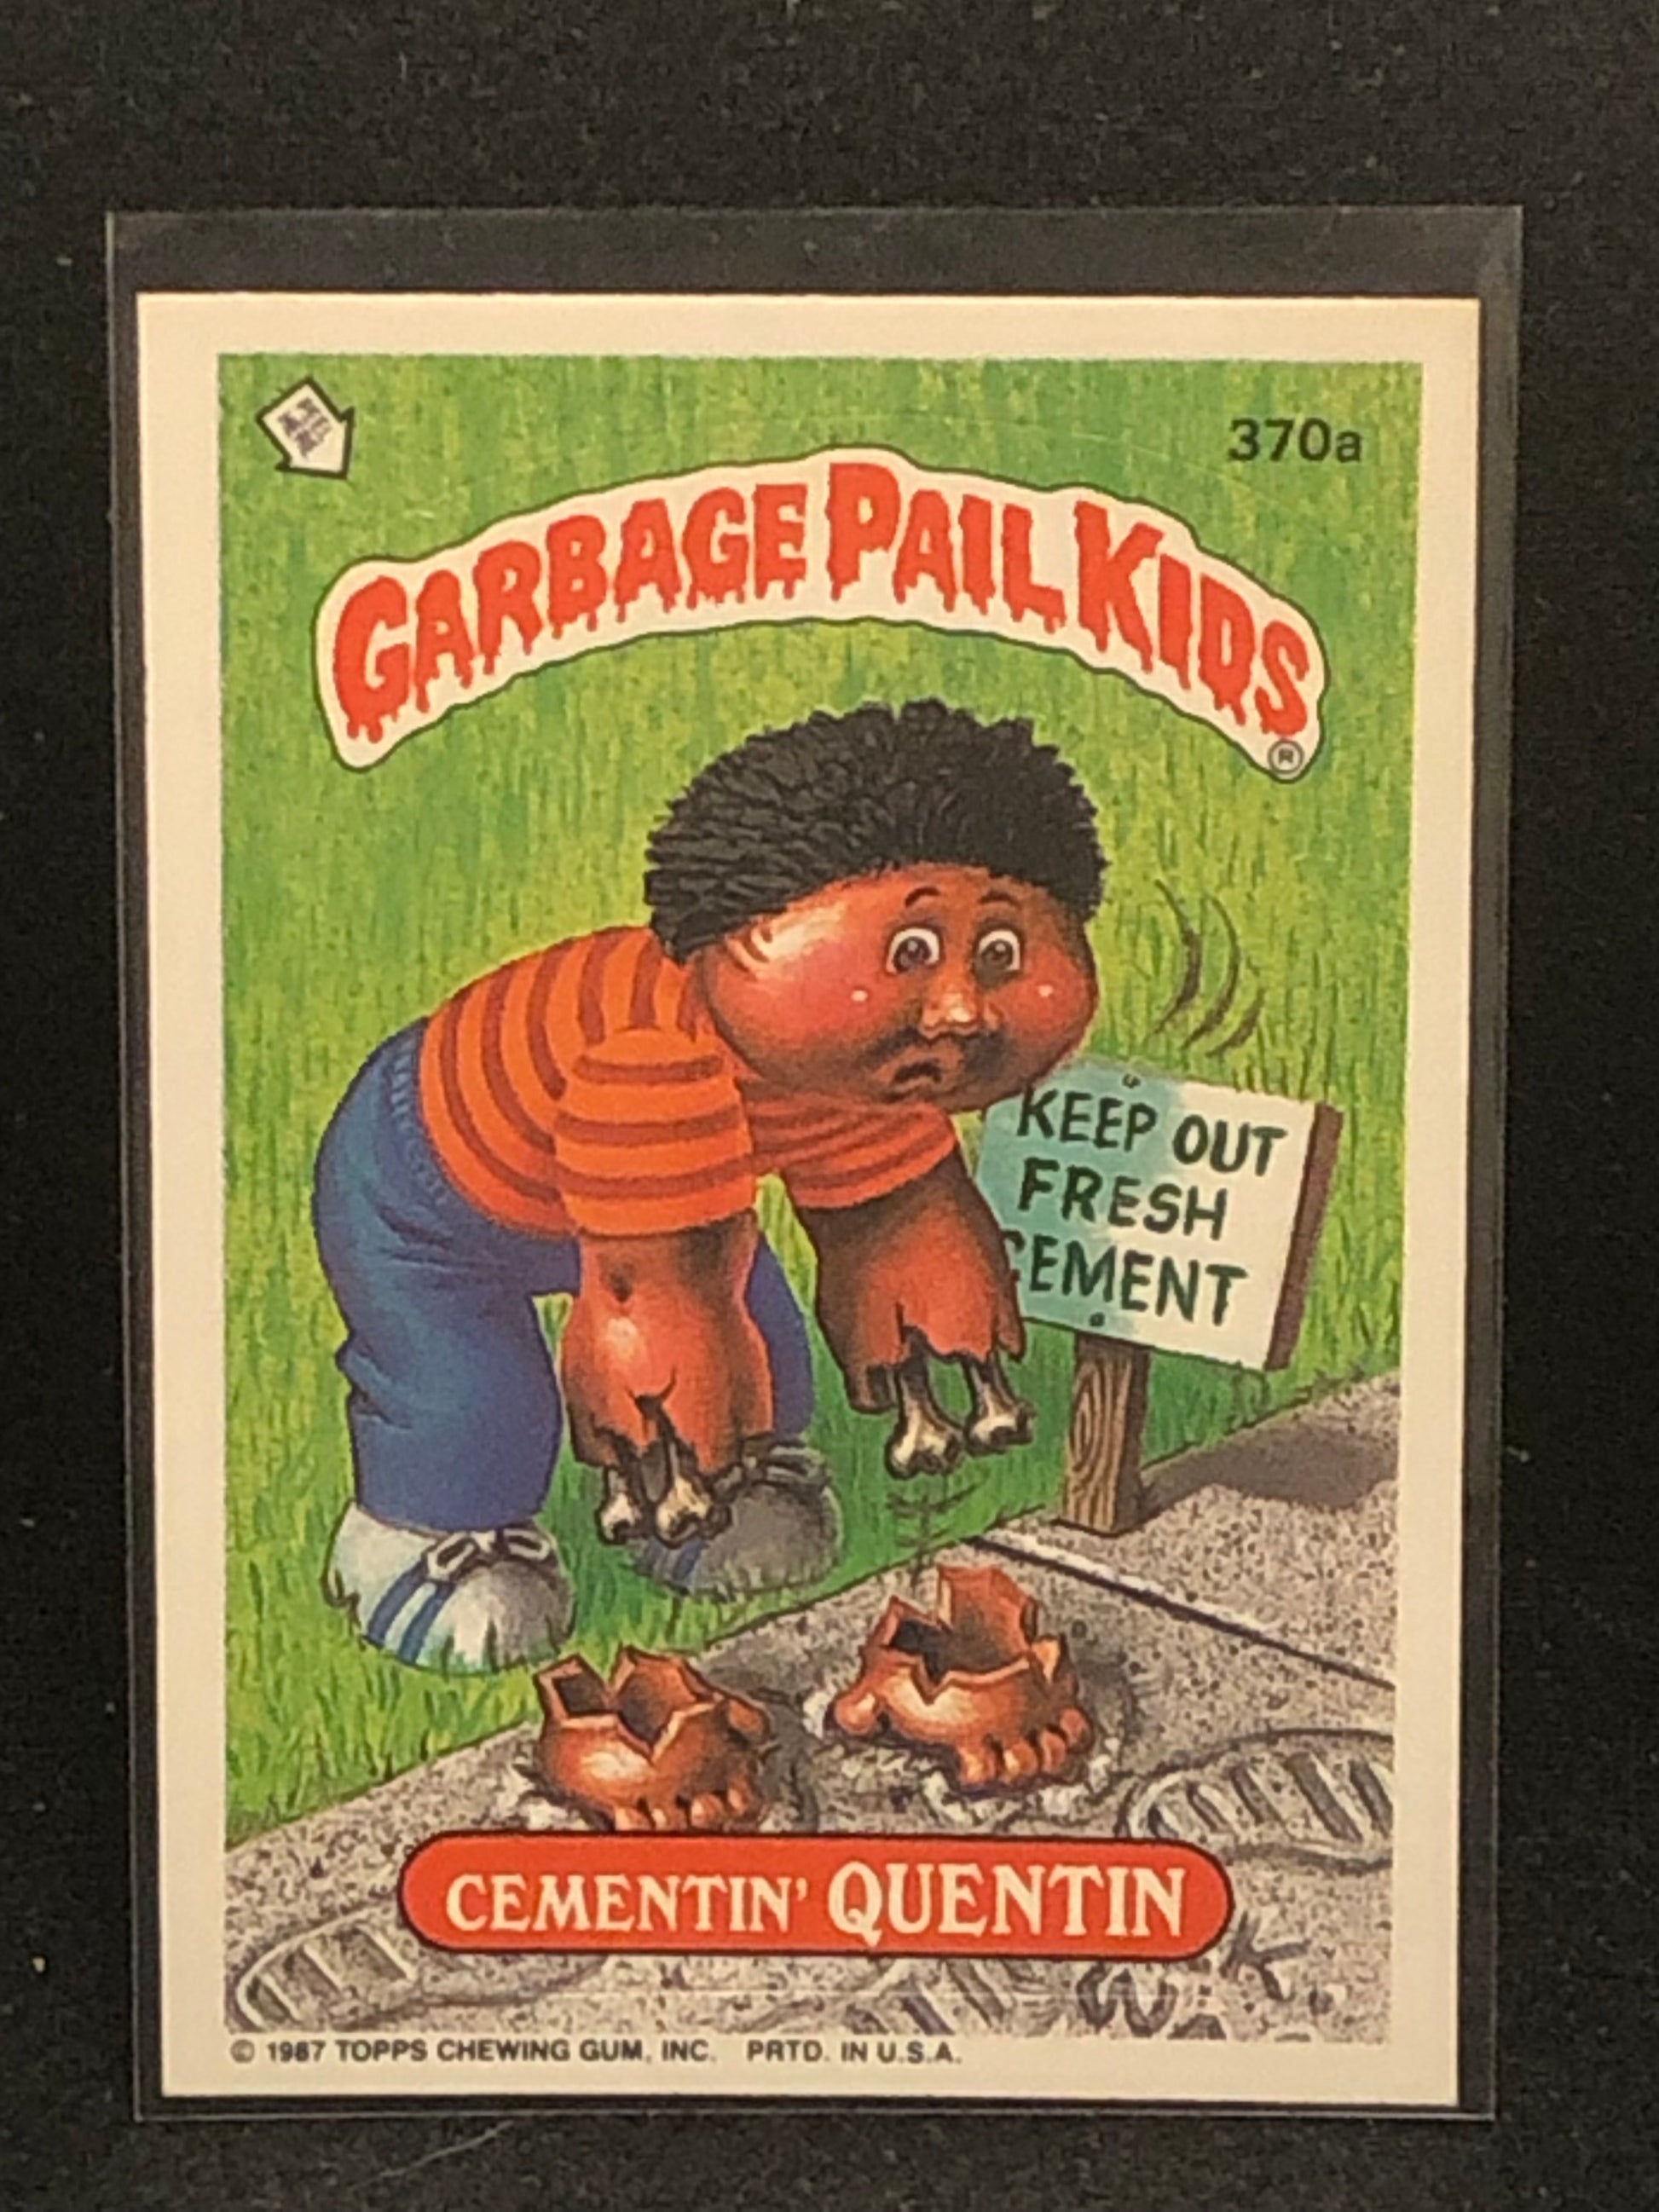 370a
GARBAGE PAIL KIDS
®
KEEP OUT
FRESH
CEMENT
CEMENTIN' QUENTIN
© 1987 TOPPS CHEWING GUM, INC. PRTD. IN U.S.A.